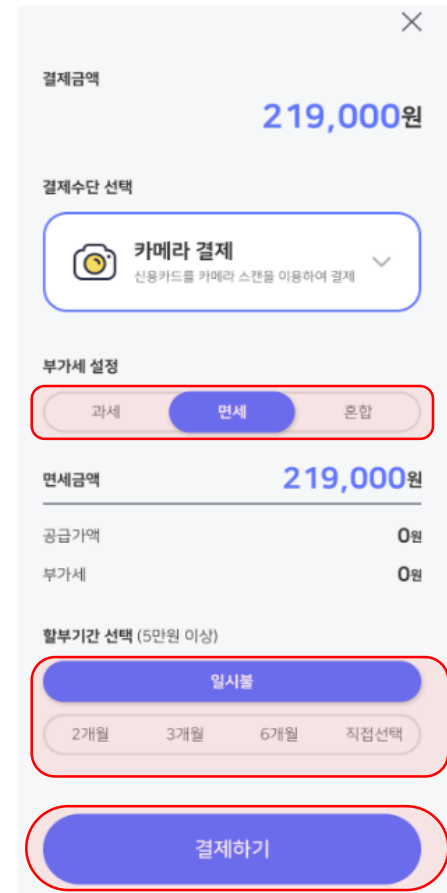 결제금액
219,000원
결제수단 선택
카메라 결제
신용카드를 카메라 스캔을 이용하여 결제
부가세 설정
과세 면세 혼합
면세금액 219,000원
공급가액 0원
부가세 0원
할부기간 선택 (5만원 이상)
일시불
2개월 3개월 6개월 직접선택
결제하기